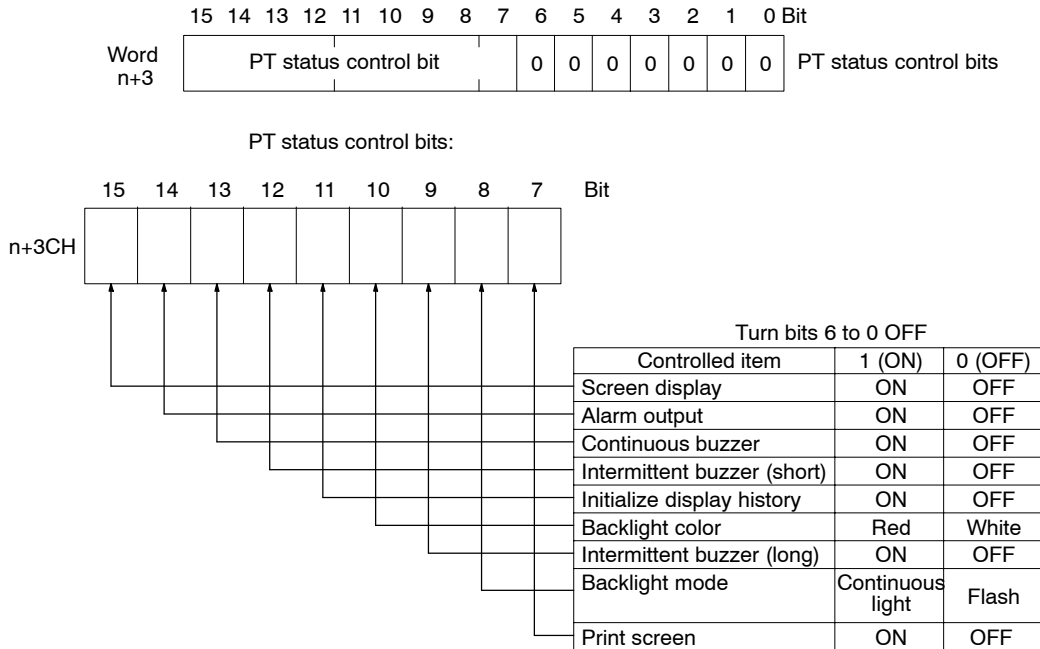 15 14 13 12 11 10 9 8 7 6 5 4 3 2 1 0 Bit
Word n+3 PT status control bit 0 0 0 0 0 0 0 PT status control bits
PT status control bits:
15 14 13 12 11 10 9 8 7 Bit
n+3CH
Turn bits 6 to 0 OFF
Controlled item 1 (ON) 0 (OFF)
Screen display ON OFF
Alarm output ON OFF
Continuous buzzer ON OFF
Intermittent buzzer (short) ON OFF
Initialize display history ON OFF
Backlight color Red White
Intermittent buzzer (long) ON OFF
Backlight mode Continuous light Flash
Print screen ON OFF